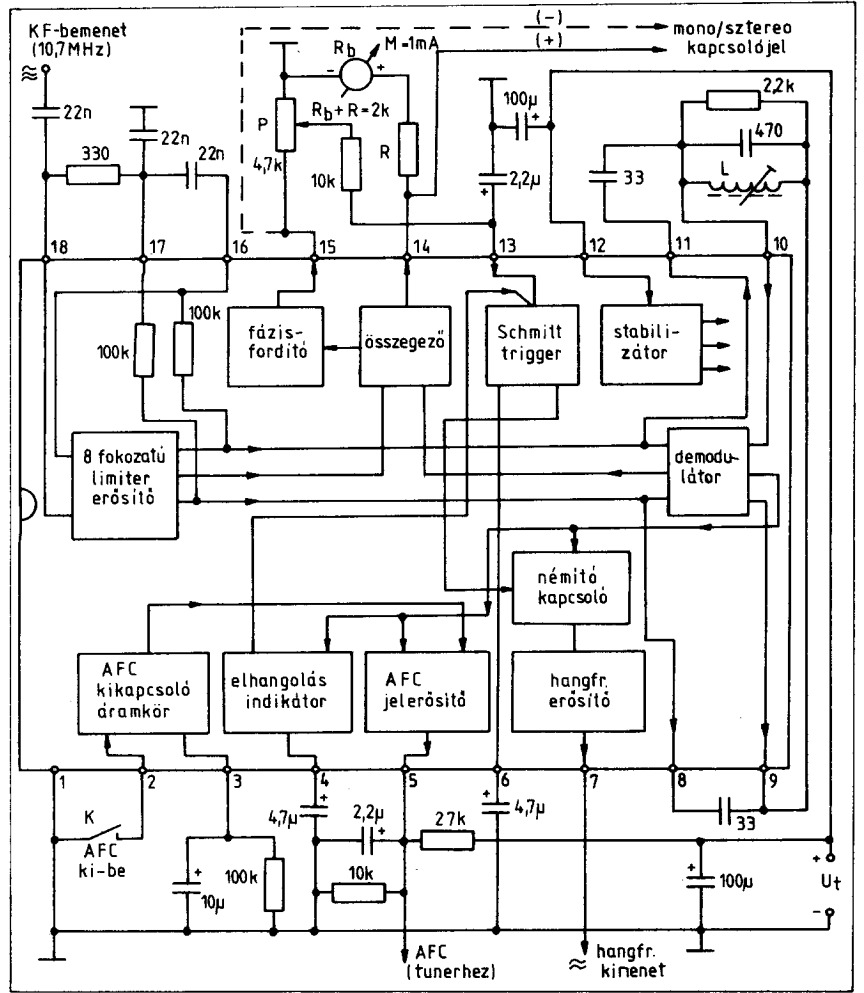 KF-bemenet
(10,7MHz)
≈
22n
22n
330
22n
P
4,7k
Rb
M=1mA
-
+
Rb+R=2k
10k
R
(-)
(+)
mono/sztereo
kapcsolójel
100µ
+
2,2µ
+
2,2k
470
33
L
18
17
16
15
14
13
12
11
10
100k
100k
fázis-
fordító
összegező
Schmitt
trigger
stabili-
zátor
8 fokozatú
limiter
erősítő
demodu-
látor
némító
kapcsoló
AFC
kikapcsoló
áramkör
elhangolás
indikátor
AFC
jelerősítő
hangfr.
erősítő
1
2
3
4
5
6
7
8
9
K
AFC
ki-be
+
10µ
100k
4,7µ
+
2,2µ
+
10k
27k
+
4,7µ
33
+
100µ
+
Ut
-
AFC
(tunerhez)
≈
hangfr.
kimenet